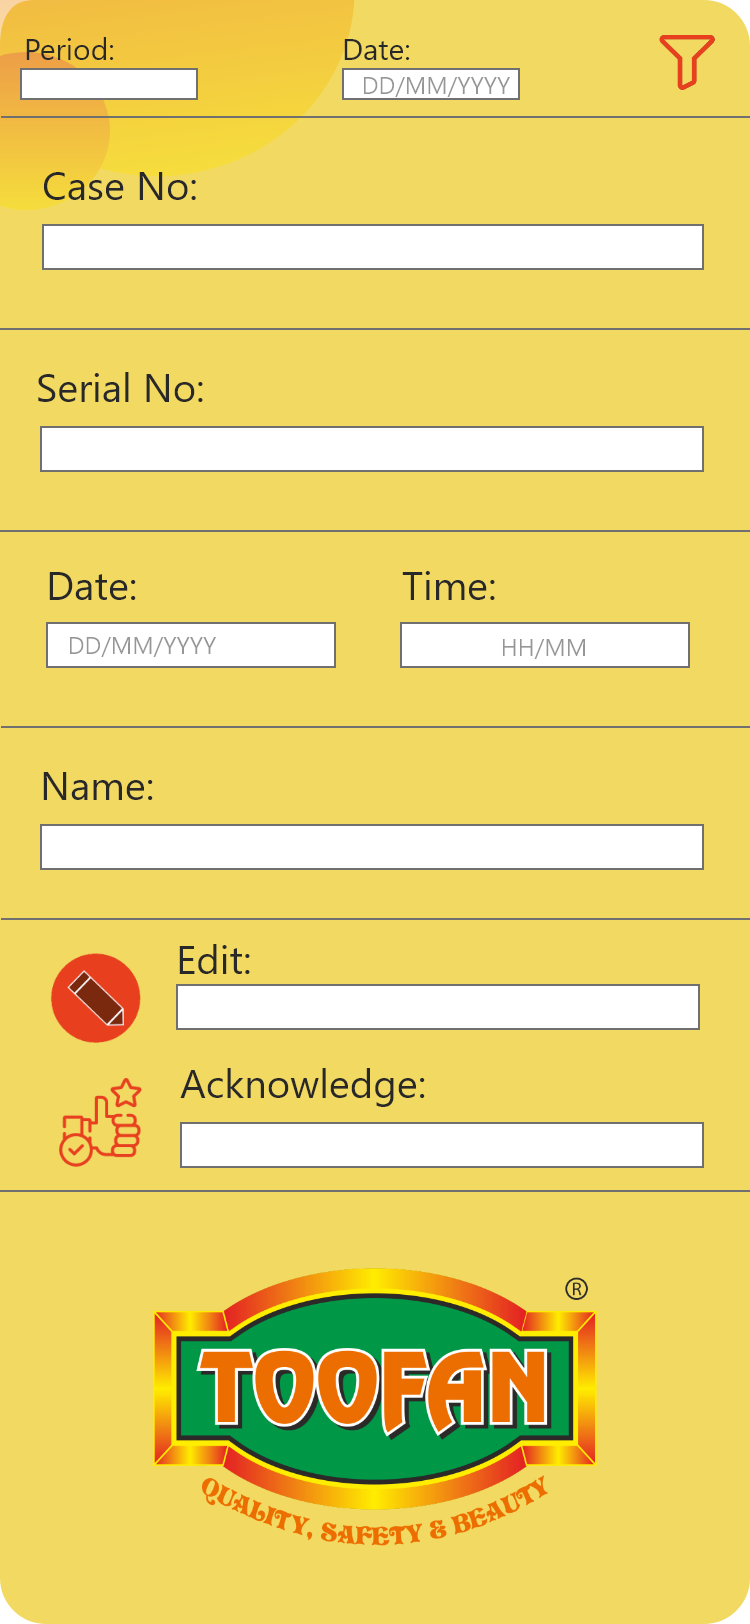 Period: Date:
DD/MM/YYYY
Case No:
Serial No:
Date: Time:
DD/MM/YYYY HH/MM
Name:
Edit:
Acknowledge:
®
TOOFAN
QUALITY, SAFETY & BEAUTY